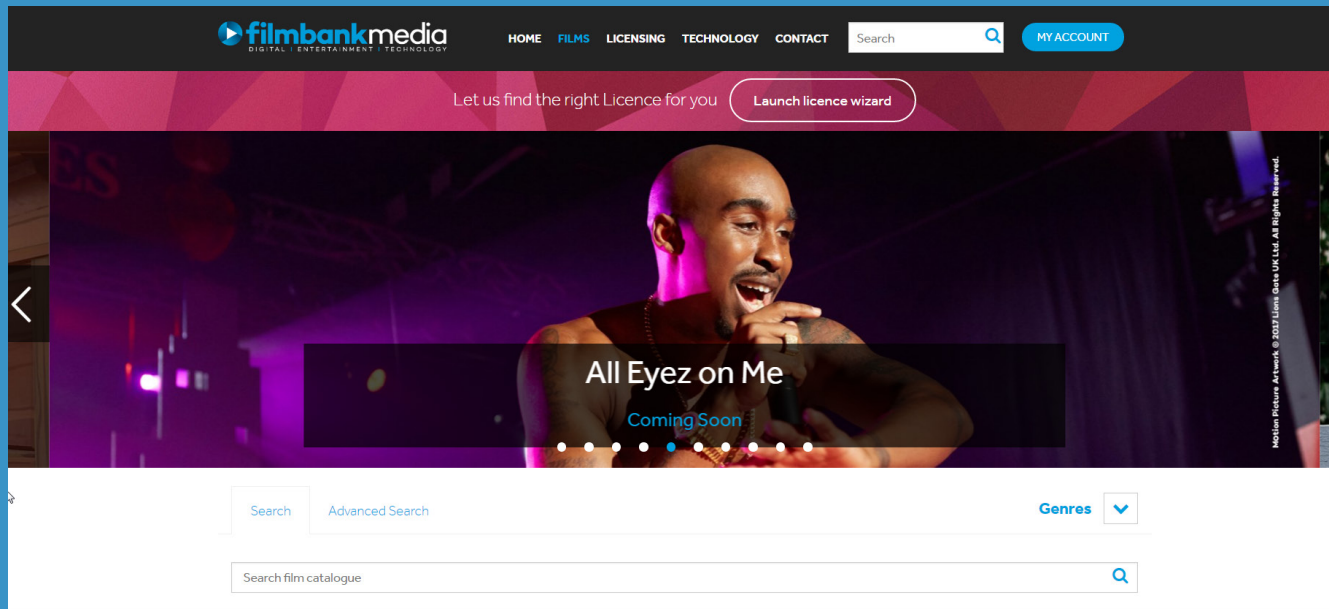 filmbankmedia
DIGITAL | ENTERTAINMENT | TECHNOLOGY
HOME FILMS LICENSING TECHNOLOGY CONTACT Search MY ACCOUNT
Let us find the right Licence for you Launch licence wizard
ES
Motion Picture Artwork © 2017 Lions Gate UK Ltd. All Rights Reserved.
All Eyez on Me
Coming Soon
Search Advanced Search Genres
Search film catalogue